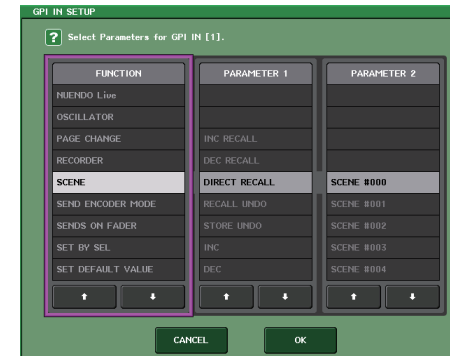 GPI IN SETUP
? Select Parameters for GPI IN [1].
FUNCTION
NUENDO Live
OSCILLATOR
PAGE CHANGE
RECORDER
SCENE
SEND ENCODER MODE
SENDS ON FADER
SET BY SEL
SET DEFAULT VALUE
PARAMETER 1
INC RECALL
DEC RECALL
DIRECT RECALL
RECALL UNDO
STORE UNDO
INC
DEC
PARAMETER 2
SCENE #000
SCENE #001
SCENE #002
SCENE #003
SCENE #004
CANCEL
OK